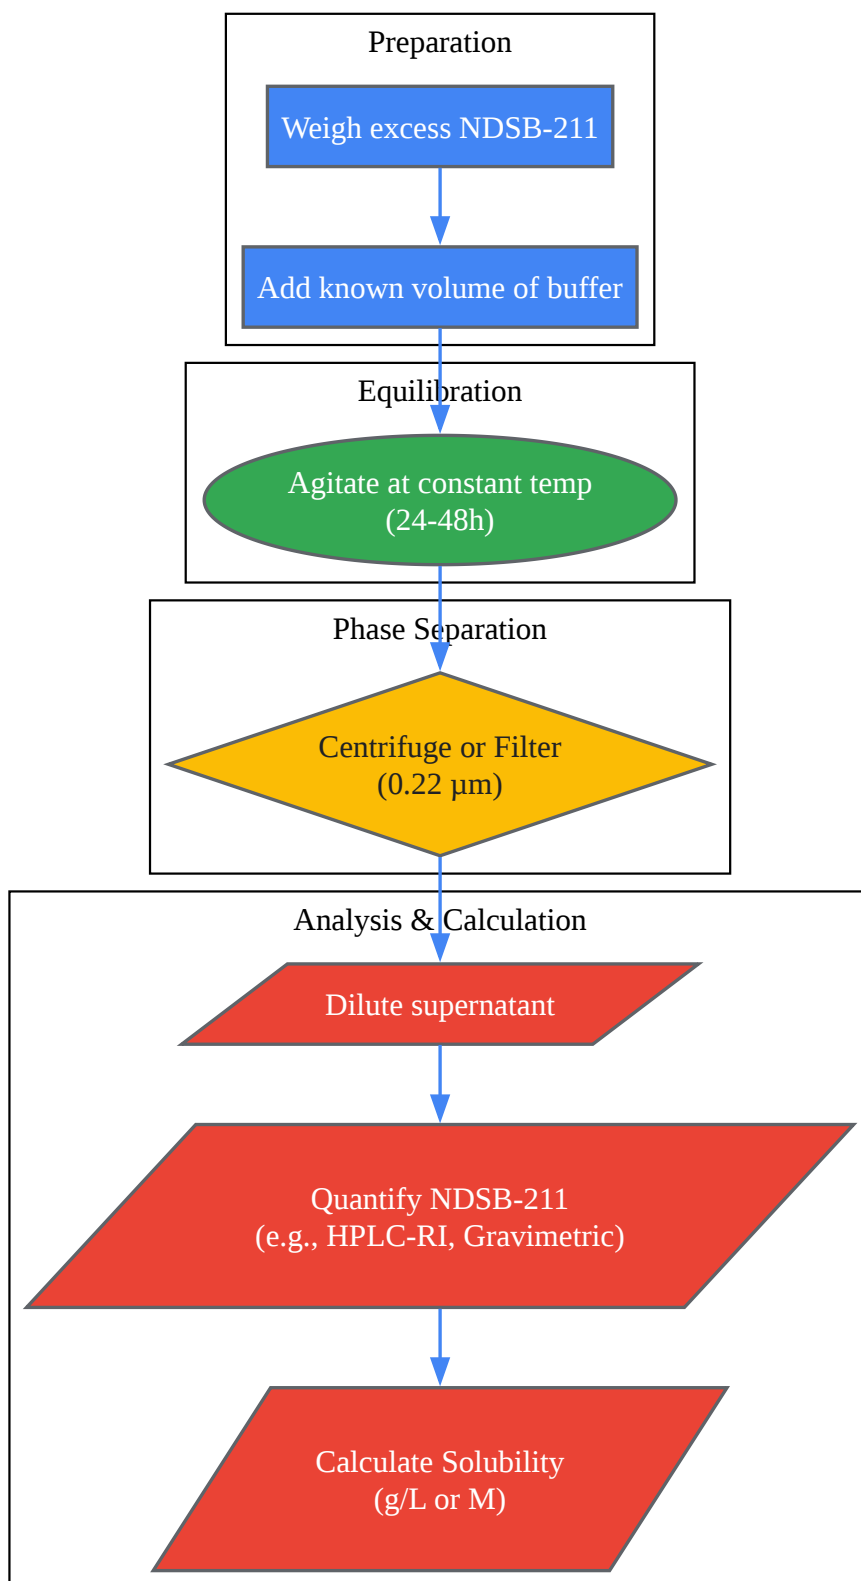 Preparation
Weigh excess NDSB-211
Add known volume of buffer
Equilibration
Agitate at constant temp
(24-48h)
Phase Separation
Centrifuge or Filter
(0.22 µm)
Analysis & Calculation
Dilute supernatant
Quantify NDSB-211
(e.g., HPLC-RI, Gravimetric)
Calculate Solubility
(g/L or M)